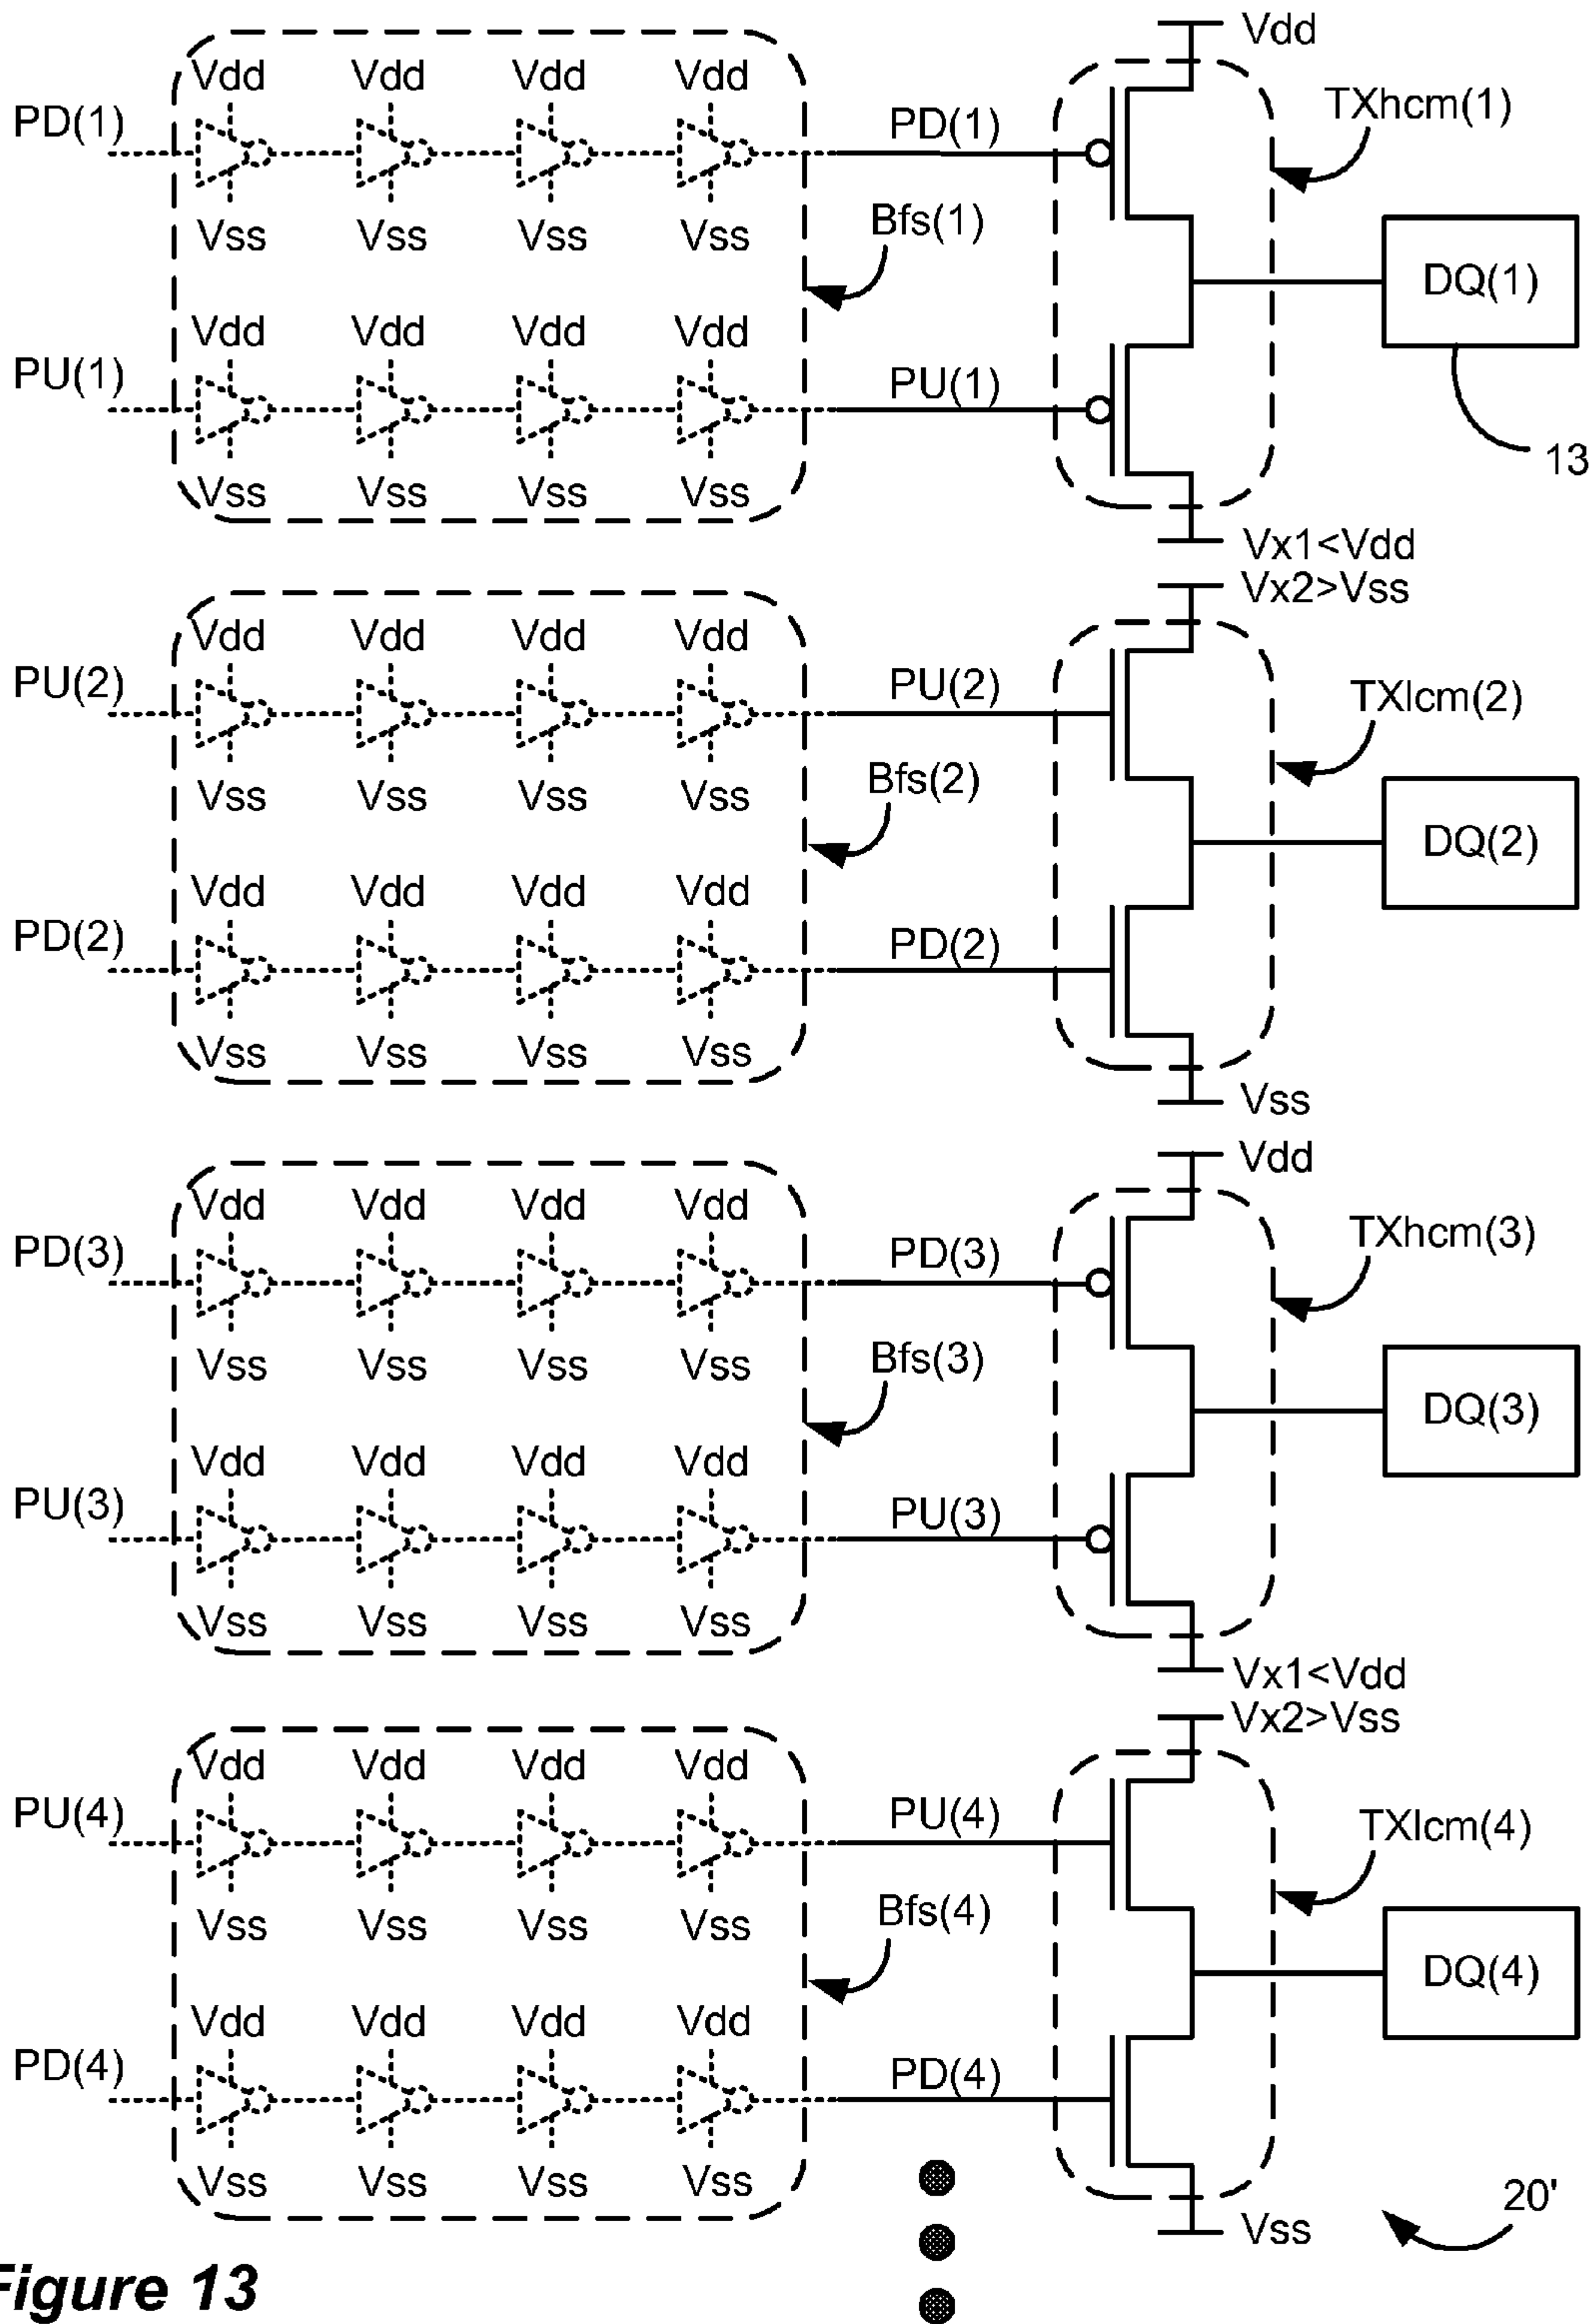 Vdd
Vdd Vdd Vdd Vdd
PD(1) PD(1) TXhcm(1)
Vss Vss Vss Vss
Bfs(1)
DQ(1)
Vdd Vdd Vdd Vdd
PU(1) PU(1)
13
Vss Vss Vss Vss
Vx1<Vdd
Vx2>Vss
Vdd Vdd Vdd Vdd
PU(2) PU(2) TXlcm(2)
Vss Vss Vss Vss
Bfs(2)
DQ(2)
Vdd Vdd Vdd Vdd
PD(2) PD(2)
Vss Vss Vss Vss
Vss
Vdd
Vdd Vdd Vdd Vdd
PD(3) PD(3) TXhcm(3)
Vss Vss Vss Vss
Bfs(3)
DQ(3)
Vdd Vdd Vdd Vdd
PU(3) PU(3)
Vss Vss Vss Vss
Vx1<Vdd
Vx2>Vss
Vdd Vdd Vdd Vdd
PU(4) PU(4) TXlcm(4)
Vss Vss Vss Vss
Bfs(4)
DQ(4)
Vdd Vdd Vdd Vdd
PD(4) PD(4)
Vss Vss Vss Vss
20'
Vss
Figure 13